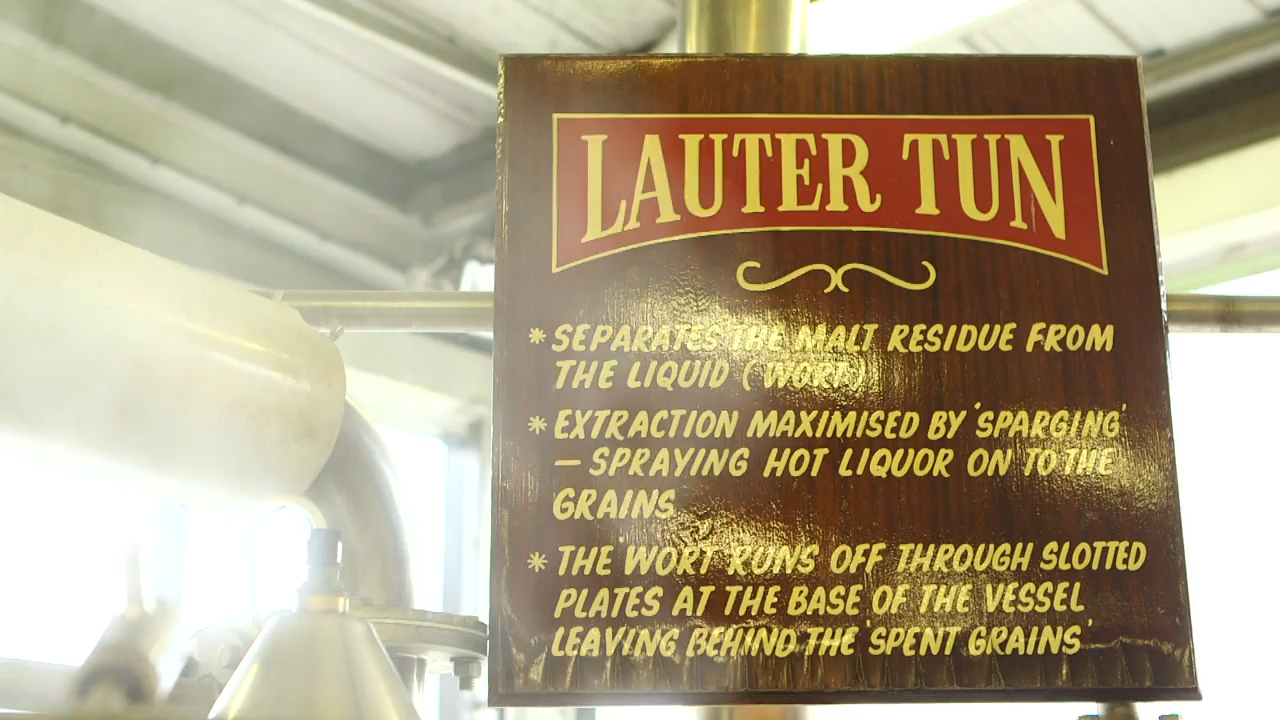 LAUTER TUN
* SEPARATES THE MALT RESIDUE FROM
THE LIQUID (WORT)
* EXTRACTION MAXIMISED BY 'SPARGING'
– SPRAYING HOT LIQUOR ON TO THE
GRAINS
* THE WORT RUNS OFF THROUGH SLOTTED
PLATES AT THE BASE OF THE VESSEL
LEAVING BEHIND THE 'SPENT GRAINS'